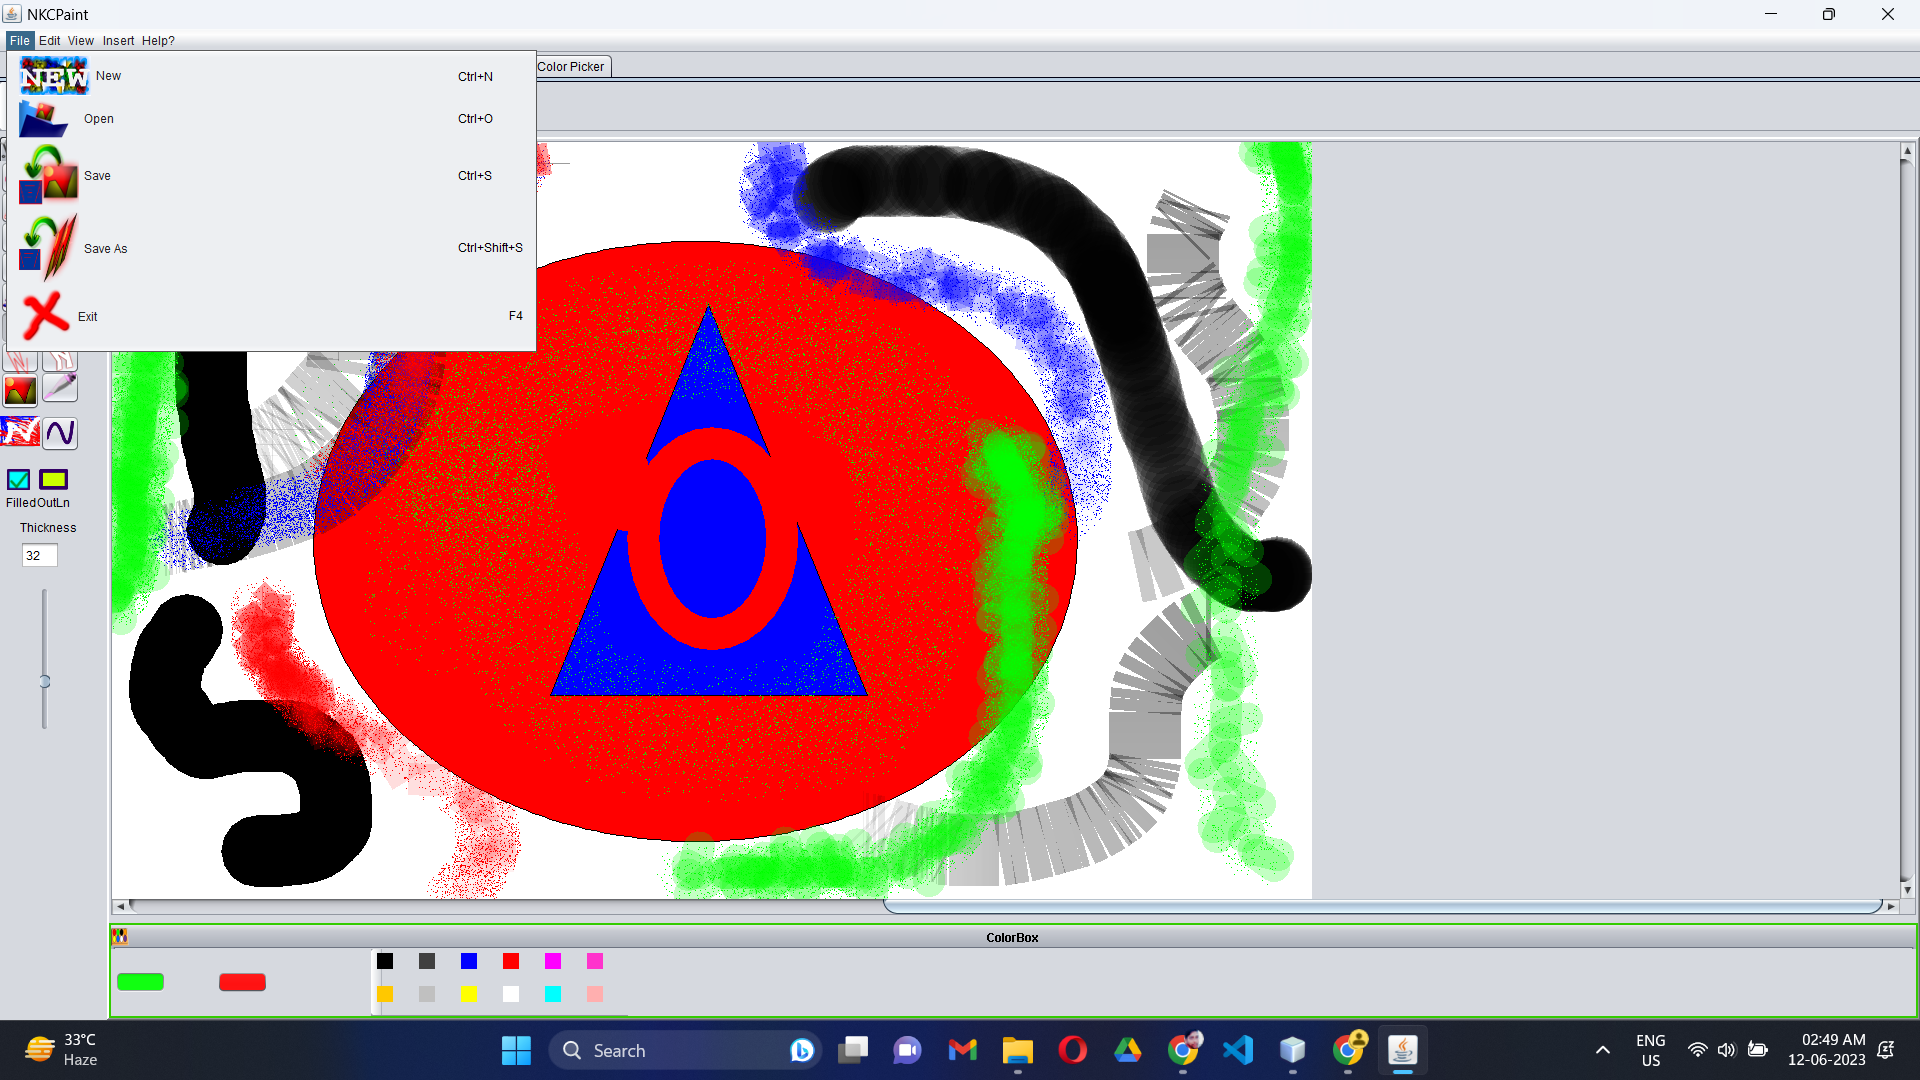 NKCPaint
File Edit View Insert Help?
Color Picker
NEW New Ctrl+N
Open Ctrl+O
Save Ctrl+S
Save As Ctrl+Shift+S
Exit F4
FilledOutLn
Thickness
32
ColorBox
33°C
Haze
Search
ENG
US
02:49 AM
12-06-2023